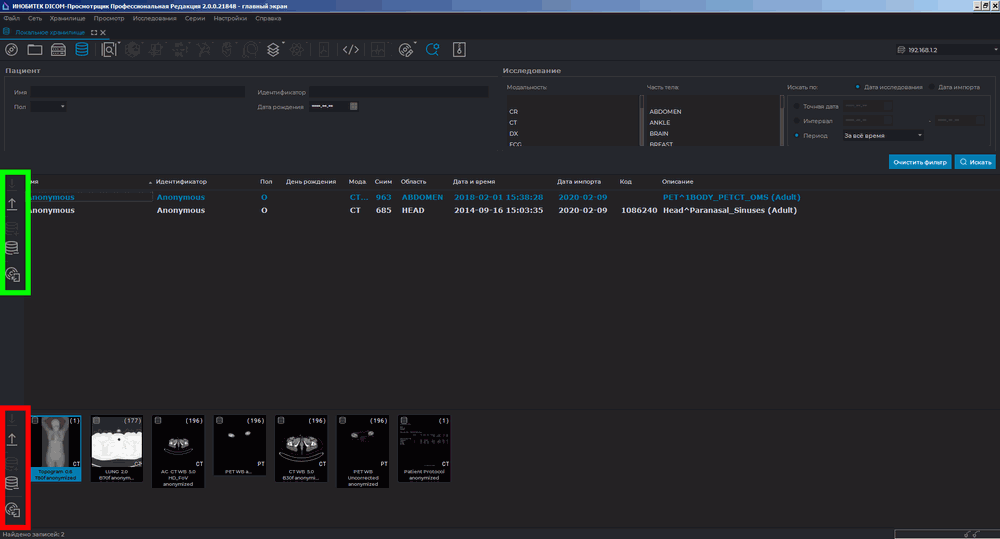 ИНОБИТЕК DICOM-Просмотрщик Профессиональная Редакция 2.0.0.21848 - главный экран
Файл Сеть Хранилище Просмотр Исследования Серии Настройки Справка
Локальное хранилище
192.168.1.2
Пациент
Исследование
Имя
Идентификатор
Модальность
Часть тела:
Искать по:
Дата исследования
Дата импорта
Пол
Дата рождения
CR
CT
DX
ECG
ABDOMEN
ANKLE
BRAIN
BREAST
Точная дата
Интервал
Период
За всё время
Очистить фильтр
Искать
мя Идентификатор Пол День рождения Мода Сним Область Дата и время Дата импорта Код Описание
Anonymous Anonymous O CT... 963 ABDOMEN 2018-02-01 15:38:28 2020-02-09 PET^1BODY_PETCT_OMS (Adult)
Anonymous Anonymous O CT 685 HEAD 2014-09-16 15:03:35 2020-02-09 1086240 Head^Paranasal_Sinuses (Adult)
(1)
CT
Topogram 0.6
T80f anonymized
(177)
CT
LUNG 2.0
B70f anonym...
(196)
CT
AC CT WB 5.0
HD_FoV
anonymized
(196)
PT
PET WB a...
(196)
CT
CT WB 5.0
B30f anonymi...
(196)
PT
PET WB
Uncorrected
anonymized
(1)
CT
Patient Protocol
anonymized
Найдено записей: 2